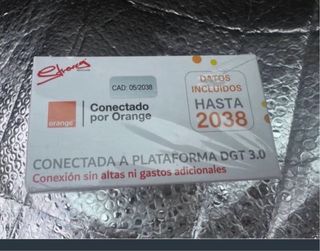 CAD: 05/2038
DATOS
INCLUIDOS
HASTA
2038
orange
Conectado
por Orange
CONECTADA A PLATAFORMA DGT 3.0
Conexión sin altas ni gastos adicionales